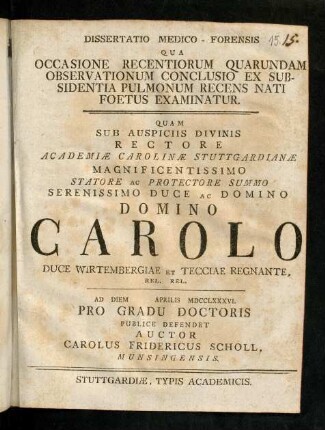 DISSERTATIO MEDICO-FORENSIS 15.
QUA
OCCASIONE RECENTIORUM QUARUNDAM
OBSERVATIONUM CONCLUSIO EX SUB-
SIDENTIA PULMONUM RECENS NATI
FOETUS EXAMINATUR.
QUAM
SUB AUSPICIIS DIVINIS
RECTORE
ACADEMIÆ CAROLINÆ STUTTGARDIANÆ
MAGNIFICENTISSIMO
STATORE AC PROTECTORE SUMMO
SERENISSIMO DUCE AC DOMINO
DOMINO
CAROLO
DUCE WIRTEMBERGIAE ET TECCIAE REGNANTE,
REL. REL.
AD DIEM APRILIS MDCCLXXXVI.
PRO GRADU DOCTORIS
PUBLICE DEFENDET
AUCTOR
CAROLUS FRIDERICUS SCHOLL,
MUNSINGENSIS.
STUTTGARDIÆ, TYPIS ACADEMICIS.